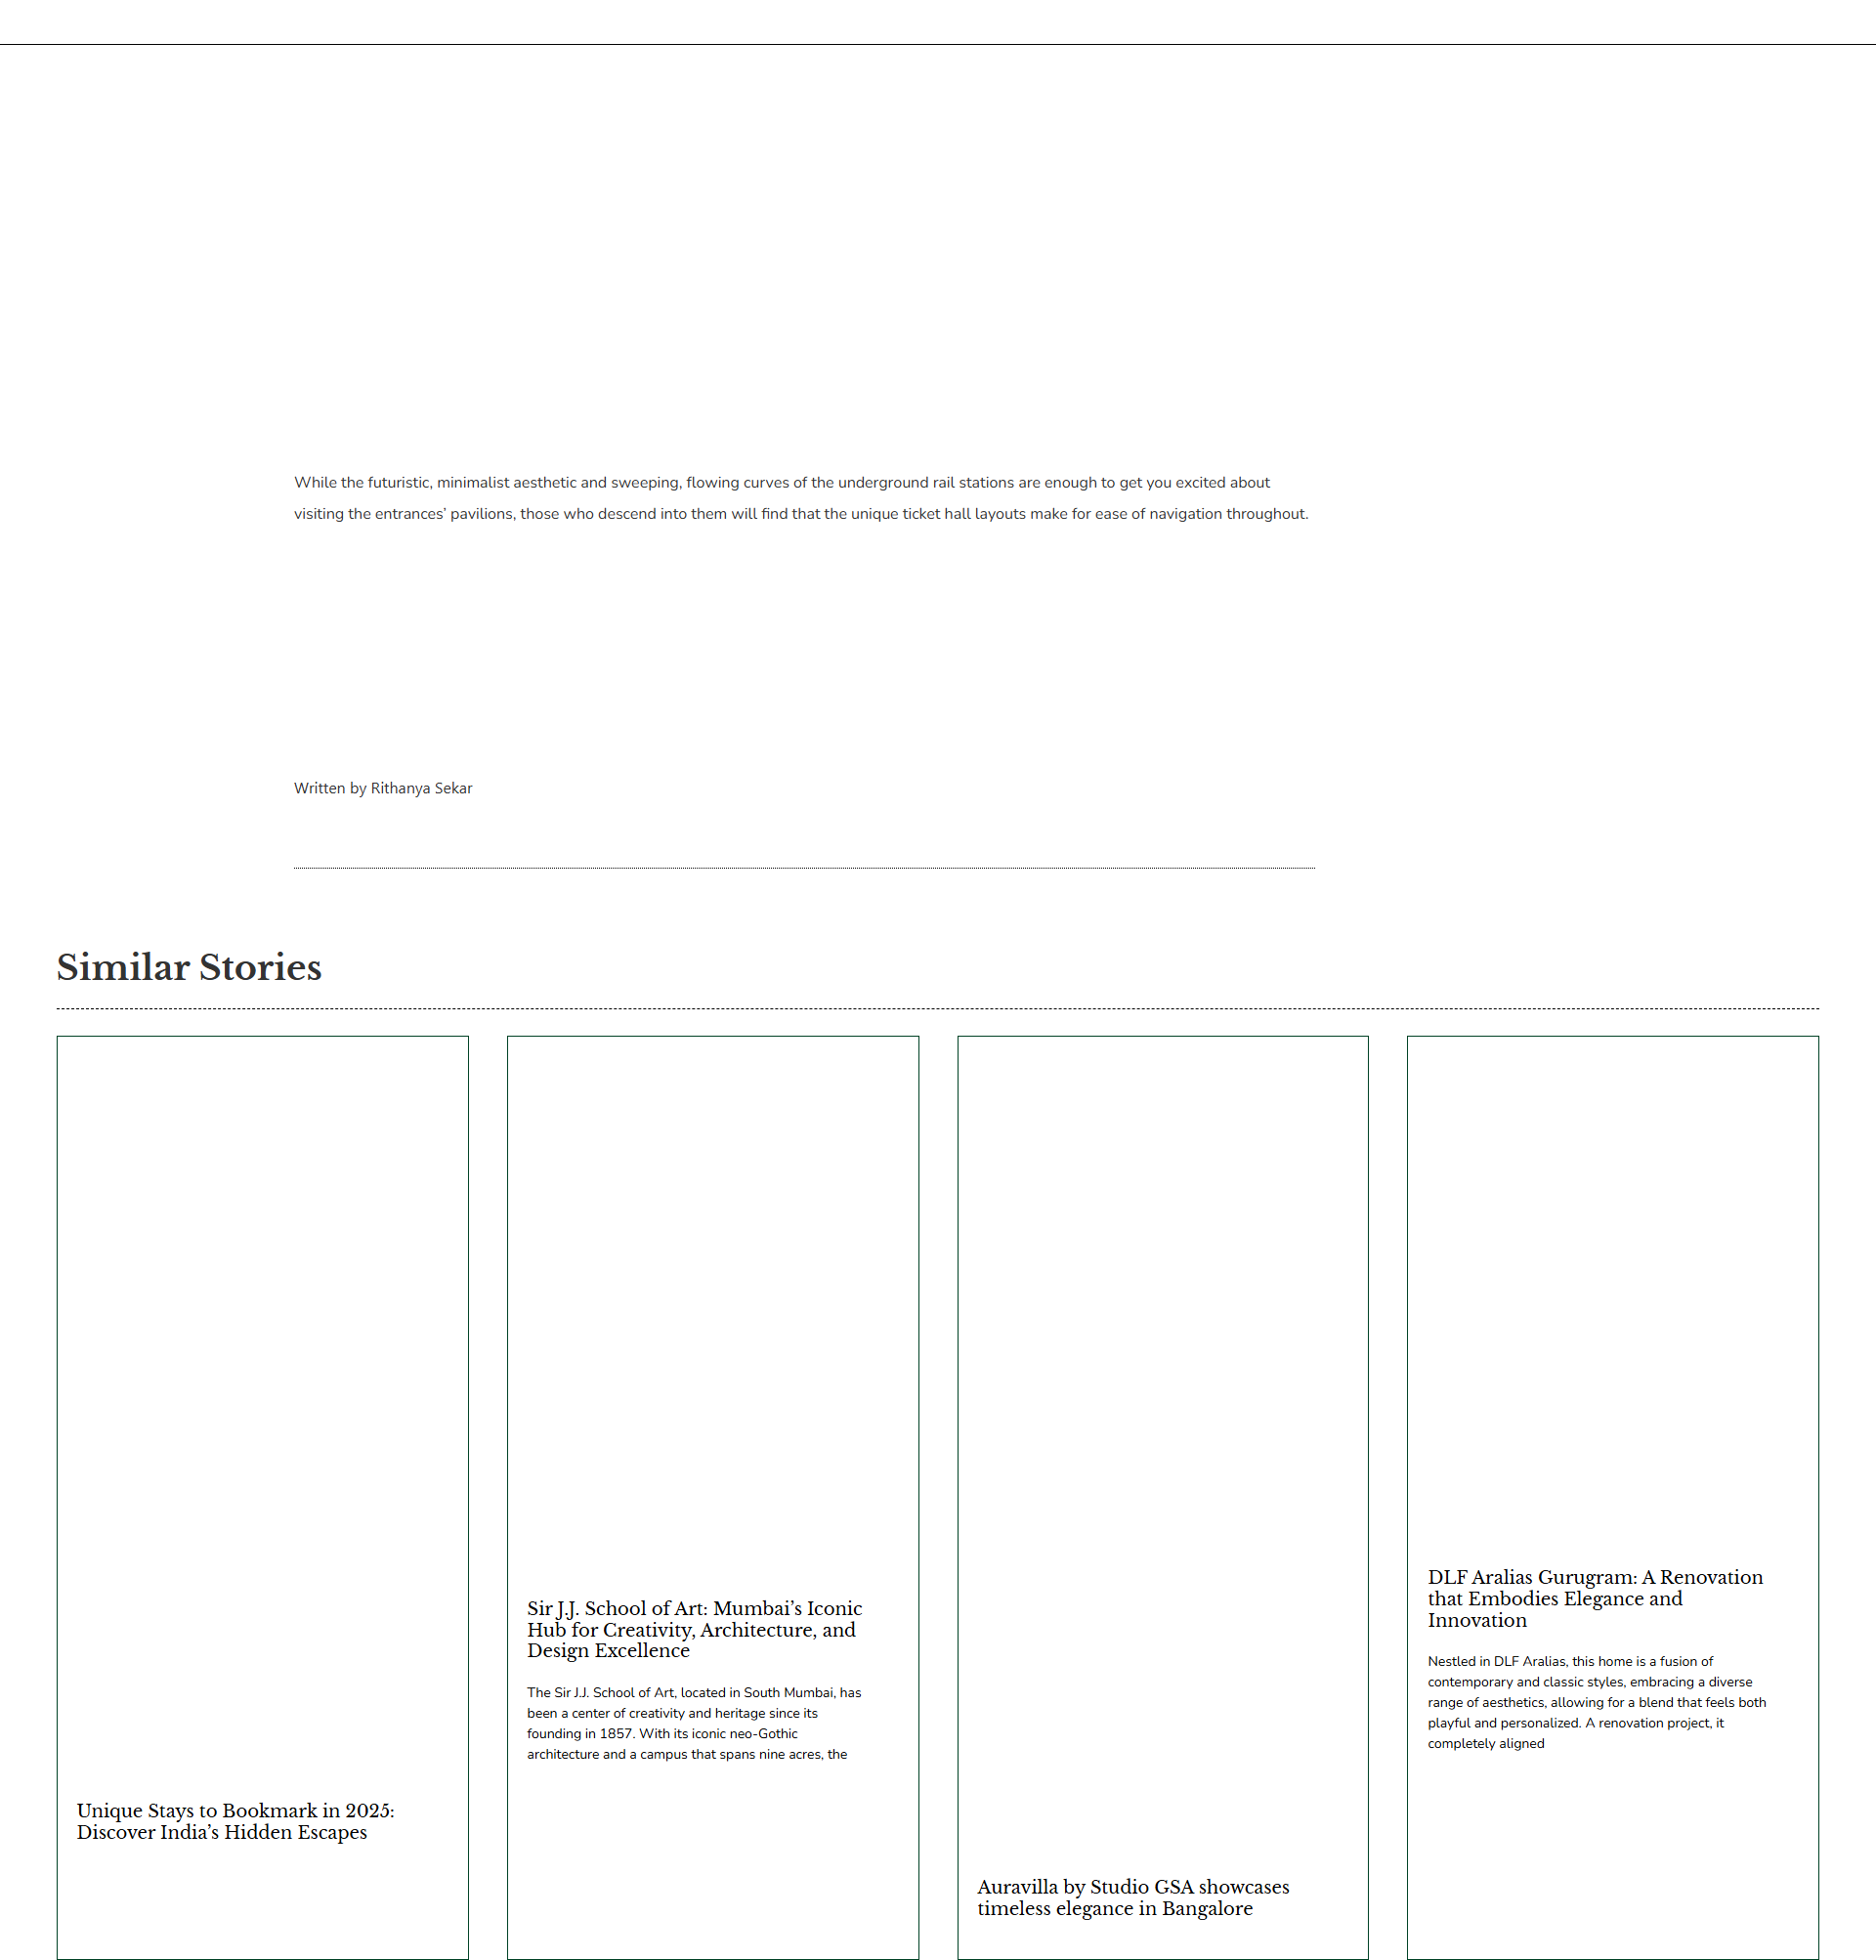 While the futuristic, minimalist aesthetic and sweeping, flowing curves of the underground rail stations are enough to get you excited about
visiting the entrances’ pavilions, those who descend into them will find that the unique ticket hall layouts make for ease of navigation throughout.
Written by Rithanya Sekar
Similar Stories
Unique Stays to Bookmark in 2025:
Discover India’s Hidden Escapes
Sir J.J. School of Art: Mumbai’s Iconic
Hub for Creativity, Architecture, and
Design Excellence
The Sir J.J. School of Art, located in South Mumbai, has
been a center of creativity and heritage since its
founding in 1857. With its iconic neo-Gothic
architecture and a campus that spans nine acres, the
Auravilla by Studio GSA showcases
timeless elegance in Bangalore
DLF Aralias Gurugram: A Renovation
that Embodies Elegance and
Innovation
Nestled in DLF Aralias, this home is a fusion of
contemporary and classic styles, embracing a diverse
range of aesthetics, allowing for a blend that feels both
playful and personalized. A renovation project, it
completely aligned